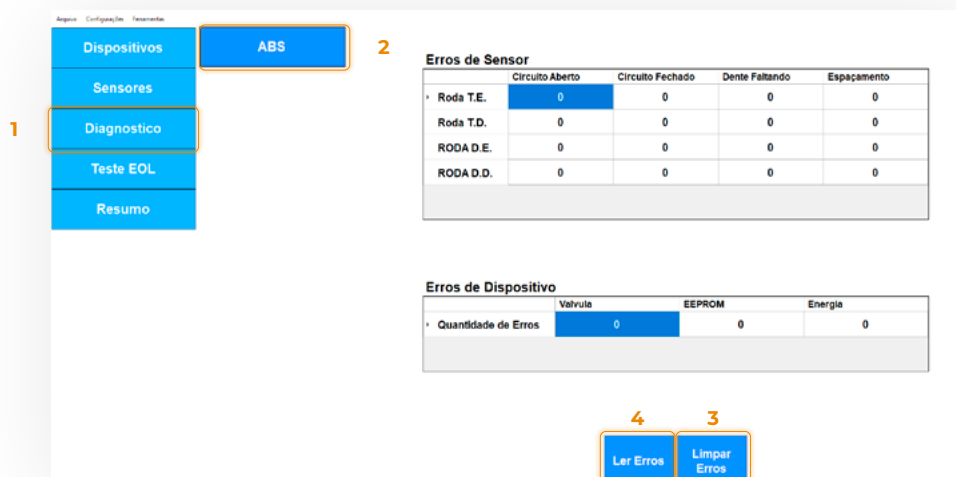 Arquivo Configurações Ferramentas
Dispositivos
ABS
2
Sensores
1
Diagnostico
Teste EOL
Resumo
Erros de Sensor
Circuito Aberto Circuito Fechado Dente Faltando Espaçamento
Roda T.E. 0 0 0 0
Roda T.D. 0 0 0 0
RODA D.E. 0 0 0 0
RODA D.D. 0 0 0 0
Erros de Dispositivo
Valvula EEPROM Energia
Quantidade de Erros 0 0 0
4 3
Ler Erros
Limpar
Erros